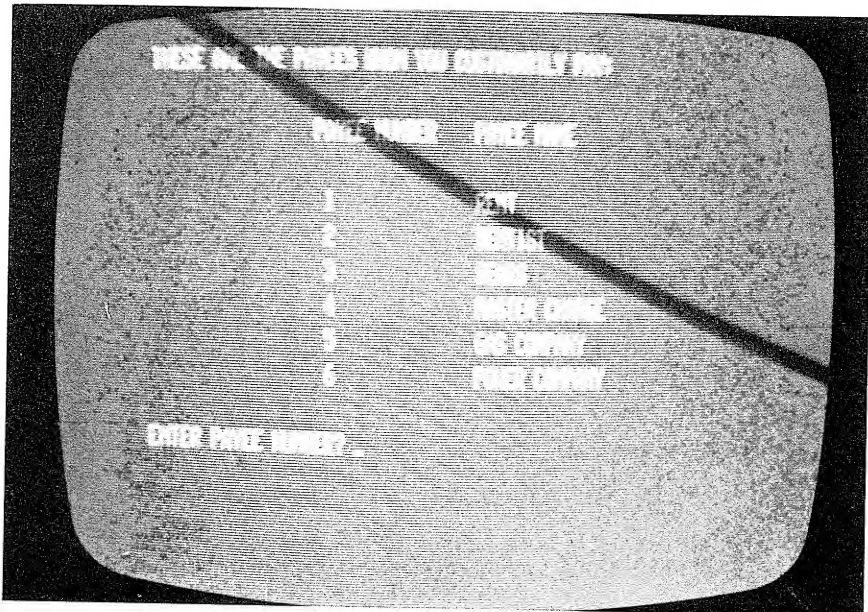 THESE ARE THE PAYEES WHOM YOU CUSTOMARILY PAY:
PAYEE NUMBER PAYEE NAME
1 RENT
2 DENTIST
3 SEARS
4 MASTER CHARGE
5 GAS COMPANY
6 POWER COMPANY
ENTER PAYEE NUMBER? _